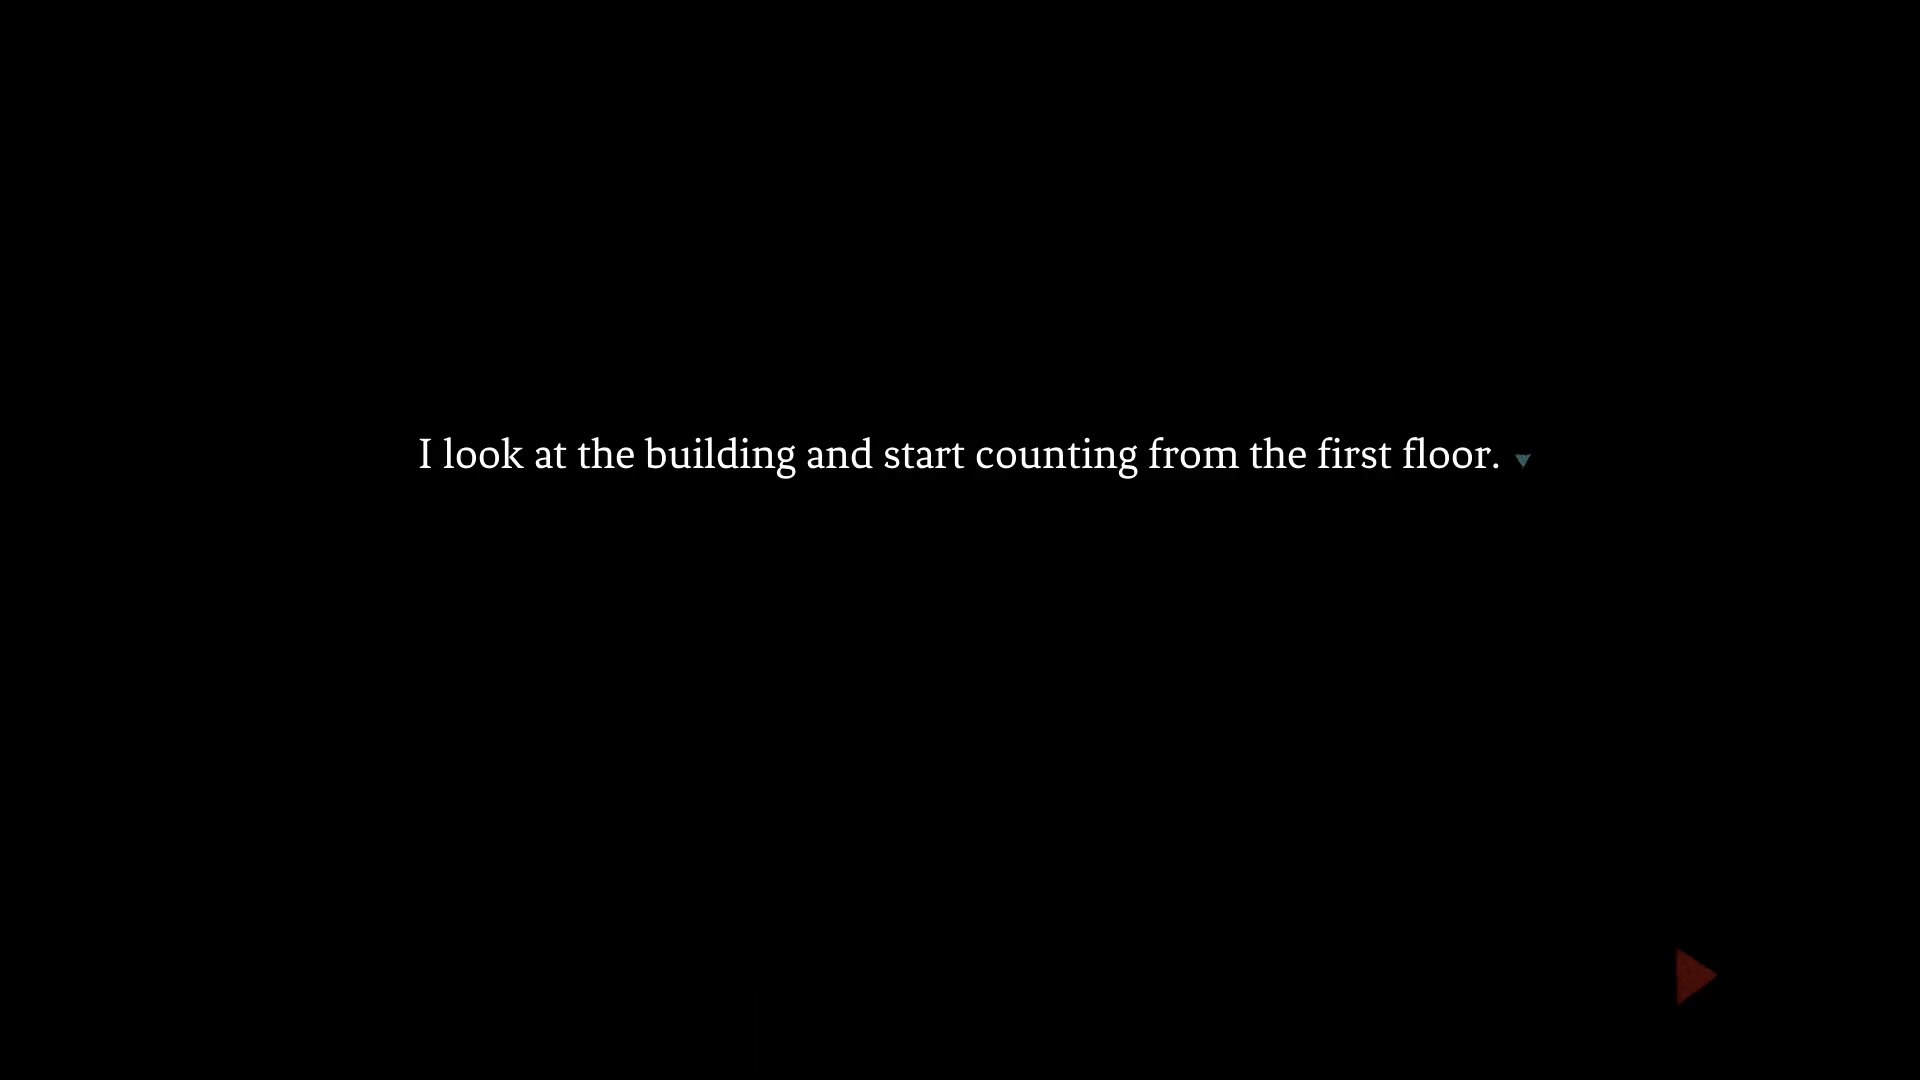 I look at the building and start counting from the first floor.